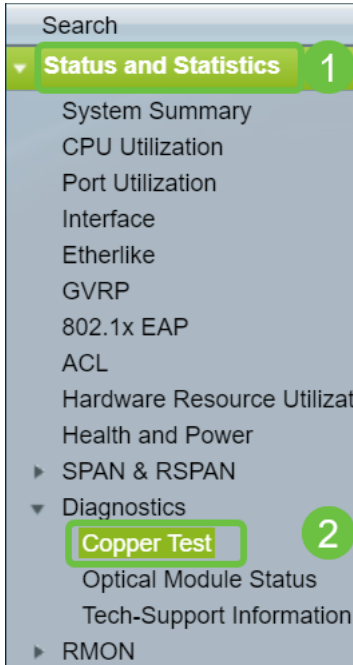 Search
Status and Statistics 1
System Summary
CPU Utilization
Port Utilization
Interface
Etherlike
GVRP
802.1x EAP
ACL
Hardware Resource Utilizat
Health and Power
SPAN & RSPAN
Diagnostics
Copper Test 2
Optical Module Status
Tech-Support Information
RMON